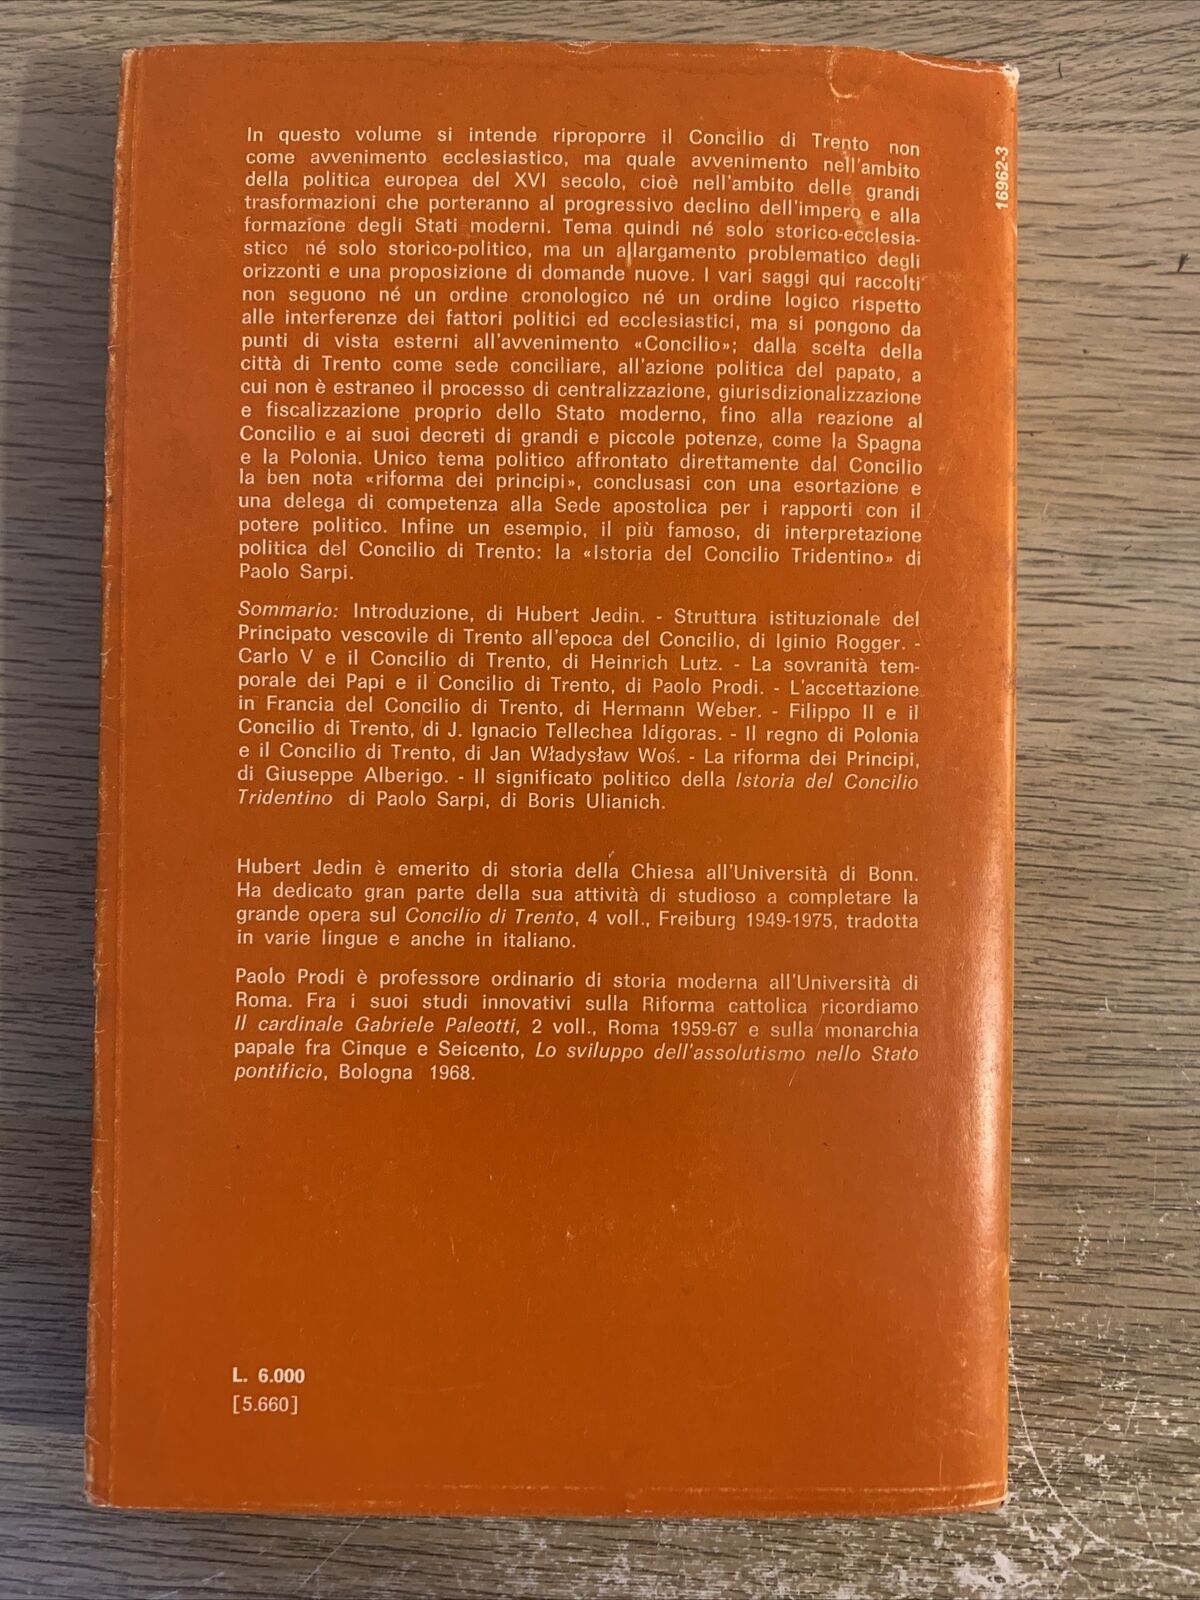 In questo volume si intende riproporre il Concilio di Trento non
come avvenimento ecclesiastico, ma quale avvenimento nell'ambito
della politica europea del XVI secolo, cioè nell'ambito delle grandi
trasformazioni che porteranno al progressivo declino dell'impero e alla
formazione degli Stati moderni. Tema quindi né solo storico-ecclesia-
stico né solo storico-politico, ma un allargamento problematico degli
orizzonti e una proposizione di domande nuove. I vari saggi qui raccolti
non seguono né un ordine cronologico né un ordine logico rispetto
alle interferenze dei fattori politici ed ecclesiastici, ma si pongono da
punti di vista esterni all'avvenimento «Concilio»; dalla scelta della
città di Trento come sede conciliare, all'azione politica del papato, a
cui non è estraneo il processo di centralizzazione, giurisdizionalizzazione
e fiscalizzazione proprio dello Stato moderno, fino alla reazione al
Concilio e ai suoi decreti di grandi e piccole potenze, come la Spagna
e la Polonia. Unico tema politico affrontato direttamente dal Concilio
la ben nota «riforma dei principi», conclusasi con una esortazione e
una delega di competenza alla Sede apostolica per i rapporti con il
potere politico. Infine un esempio, il più famoso, di interpretazione
politica del Concilio di Trento: la «Istoria del Concilio Tridentino» di
Paolo Sarpi.
Sommario: Introduzione, di Hubert Jedin. - Struttura istituzionale del
Principato vescovile di Trento all'epoca del Concilio, di Iginio Rogger. -
Carlo V e il Concilio di Trento, di Heinrich Lutz. - La sovranità tem-
porale dei Papi e il Concilio di Trento, di Paolo Prodi. - L'accettazione
in Francia del Concilio di Trento, di Hermann Weber. - Filippo II e il
Concilio di Trento, di J. Ignacio Tellechea Idígoras. - Il regno di Polonia
e il Concilio di Trento, di Jan Władysław Woś. - La riforma dei Principi,
di Giuseppe Alberigo. - Il significato politico della Istoria del Concilio
Tridentino di Paolo Sarpi, di Boris Ulianich.
Hubert Jedin è emerito di storia della Chiesa all'Università di Bonn.
Ha dedicato gran parte della sua attività di studioso a completare la
grande opera sul Concilio di Trento, 4 voll., Freiburg 1949-1975, tradotta
in varie lingue e anche in italiano.
Paolo Prodi è professore ordinario di storia moderna all'Università di
Roma. Fra i suoi studi innovativi sulla Riforma cattolica ricordiamo
Il cardinale Gabriele Paleotti, 2 voll., Roma 1959-67 e sulla monarchia
papale fra Cinque e Seicento, Lo sviluppo dell'assolutismo nello Stato
pontificio, Bologna 1968.
L. 6.000
[5.660]
16962-3